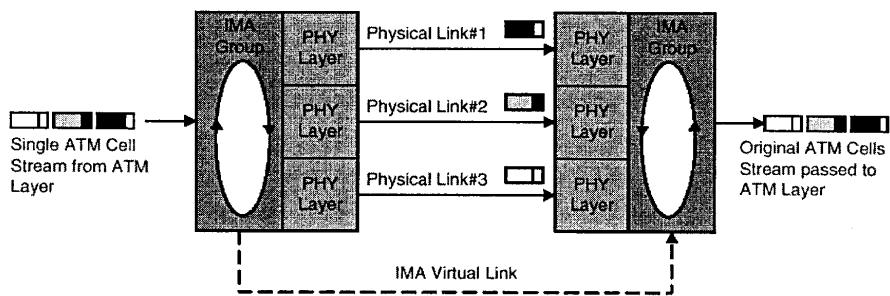 IMA
Group
PHY
Layer
Physical Link#1
PHY
Layer
IMA
Group
PHY
Layer
Physical Link#2
PHY
Layer
Single ATM Cell
Stream from ATM
Layer
Original ATM Cells
Stream passed to
ATM Layer
PHY
Layer
Physical Link#3
PHY
Layer
IMA Virtual Link